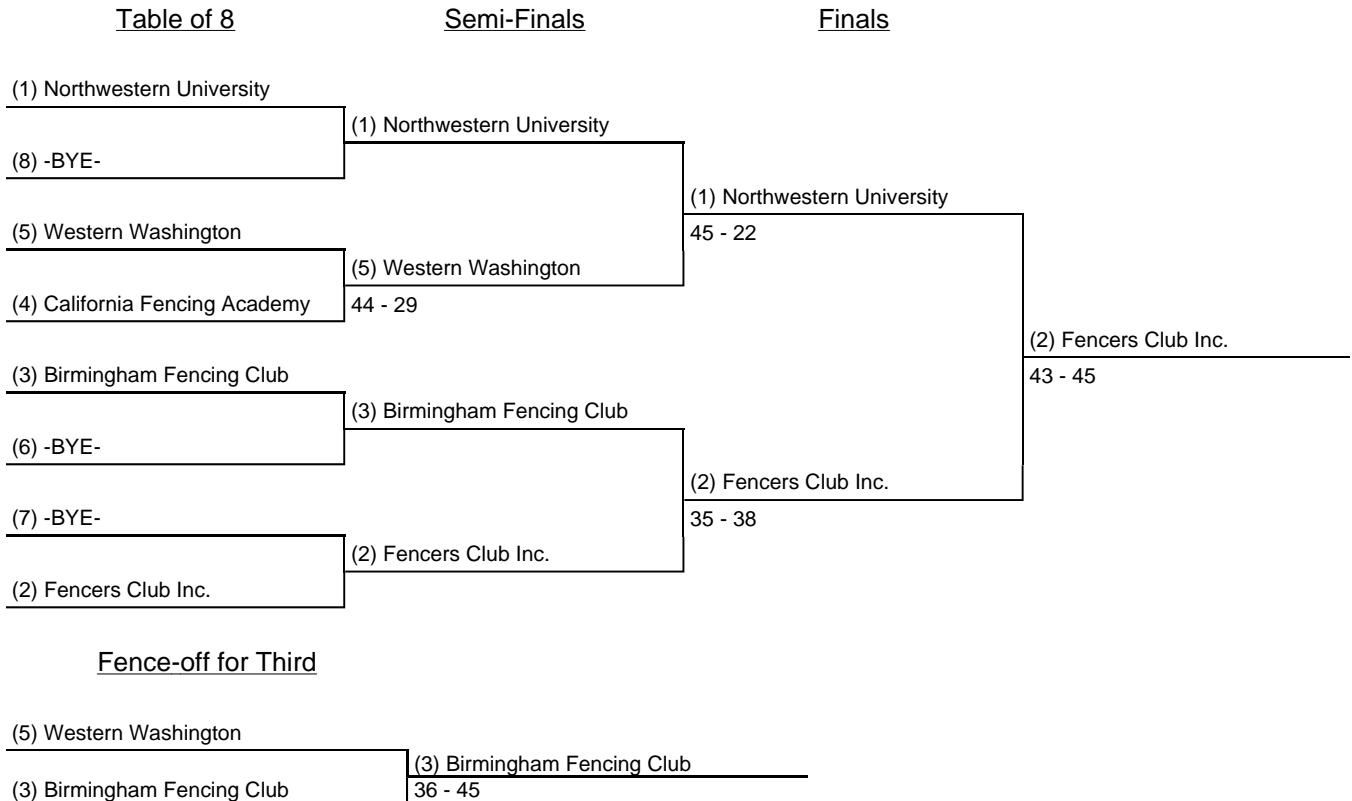 Table of 8 Semi-Finals Finals
(1) Northwestern University
(1) Northwestern University
(8) -BYE-
(1) Northwestern University
(5) Western Washington
45 - 22
(5) Western Washington
(4) California Fencing Academy
44 - 29
(2) Fencers Club Inc.
(3) Birmingham Fencing Club
43 - 45
(3) Birmingham Fencing Club
(6) -BYE-
(2) Fencers Club Inc.
(7) -BYE-
35 - 38
(2) Fencers Club Inc.
(2) Fencers Club Inc.
Fence-off for Third
(5) Western Washington
(3) Birmingham Fencing Club
(3) Birmingham Fencing Club
36 - 45